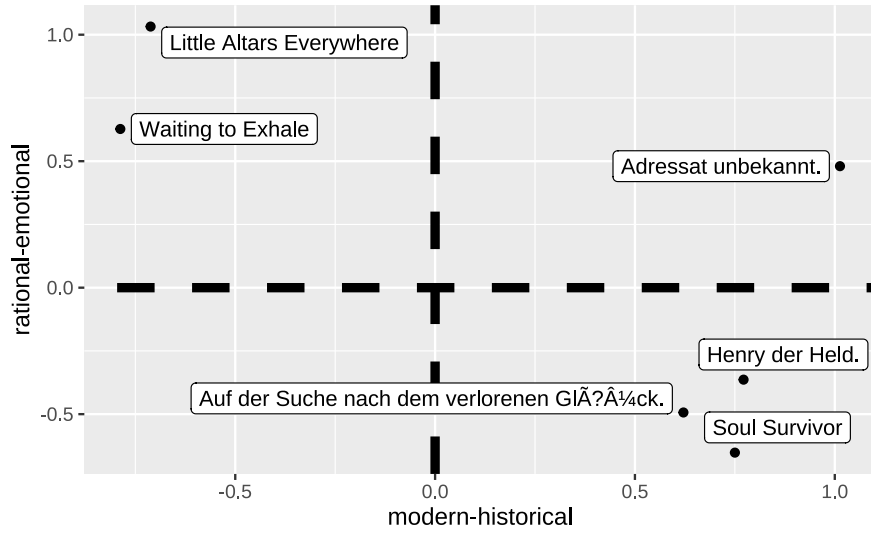 1.0
Little Altars Everywhere
Waiting to Exhale
0.5
Adressat unbekannt.
rational-emotional
0.0
Henry der Held.
Auf der Suche nach dem verlorenen GlÃ?Â¼ck.
-0.5
Soul Survivor
-0.5 0.0 0.5 1.0
modern-historical